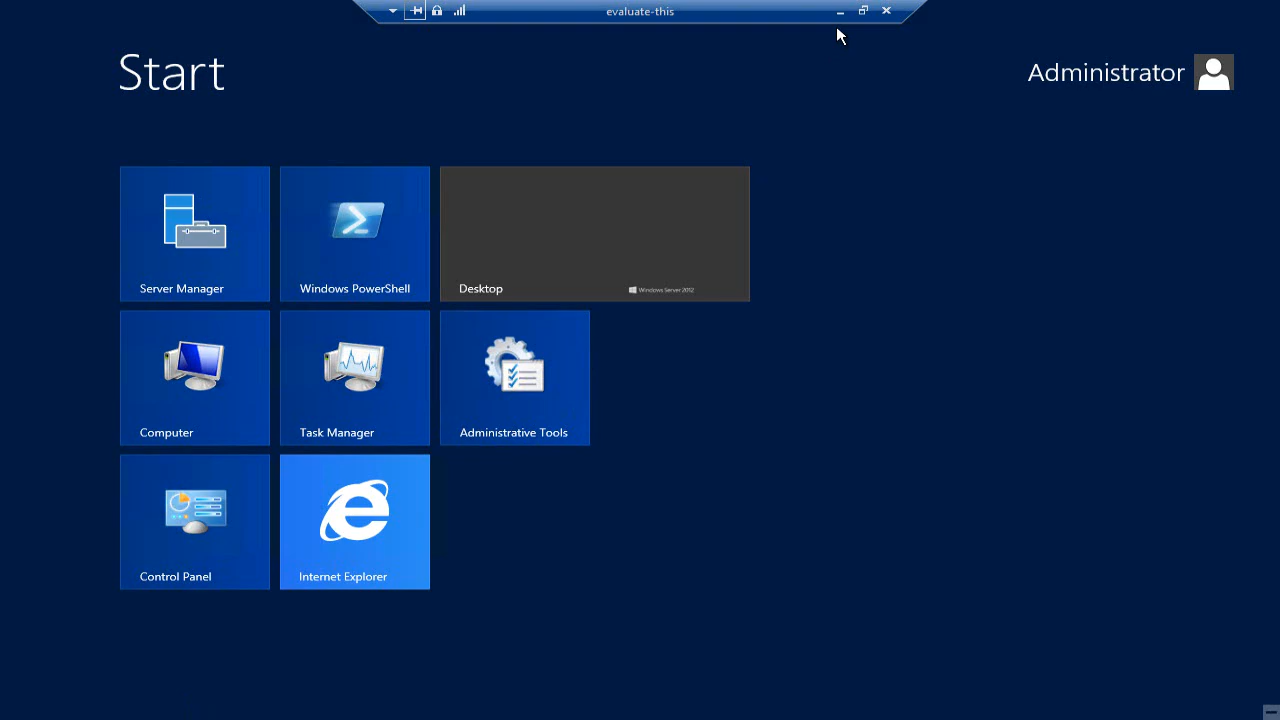 evaluate-this
Start
Administrator
Server Manager
Windows PowerShell
Desktop
Windows Server 2012
Computer
Task Manager
Administrative Tools
Control Panel
Internet Explorer